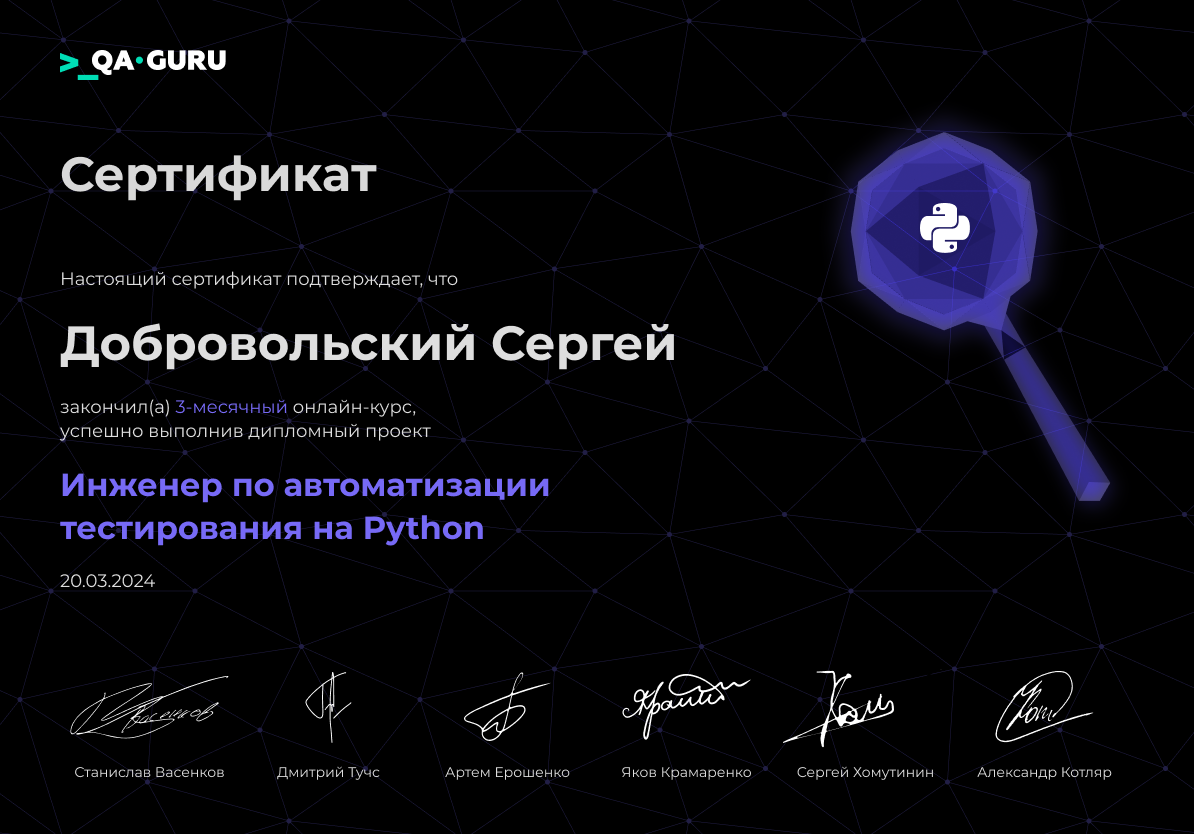 >_QA·GURU
Сертификат
Настоящий сертификат подтверждает, что
Добровольский Сергей
закончил(а) 3-месячный онлайн-курс,
успешно выполнив дипломный проект
Инженер по автоматизации
тестирования на Python
20.03.2024
Станислав Васенков Дмитрий Тучс Артем Ерошенко Яков Крамаренко Сергей Хомутинин Александр Котляр